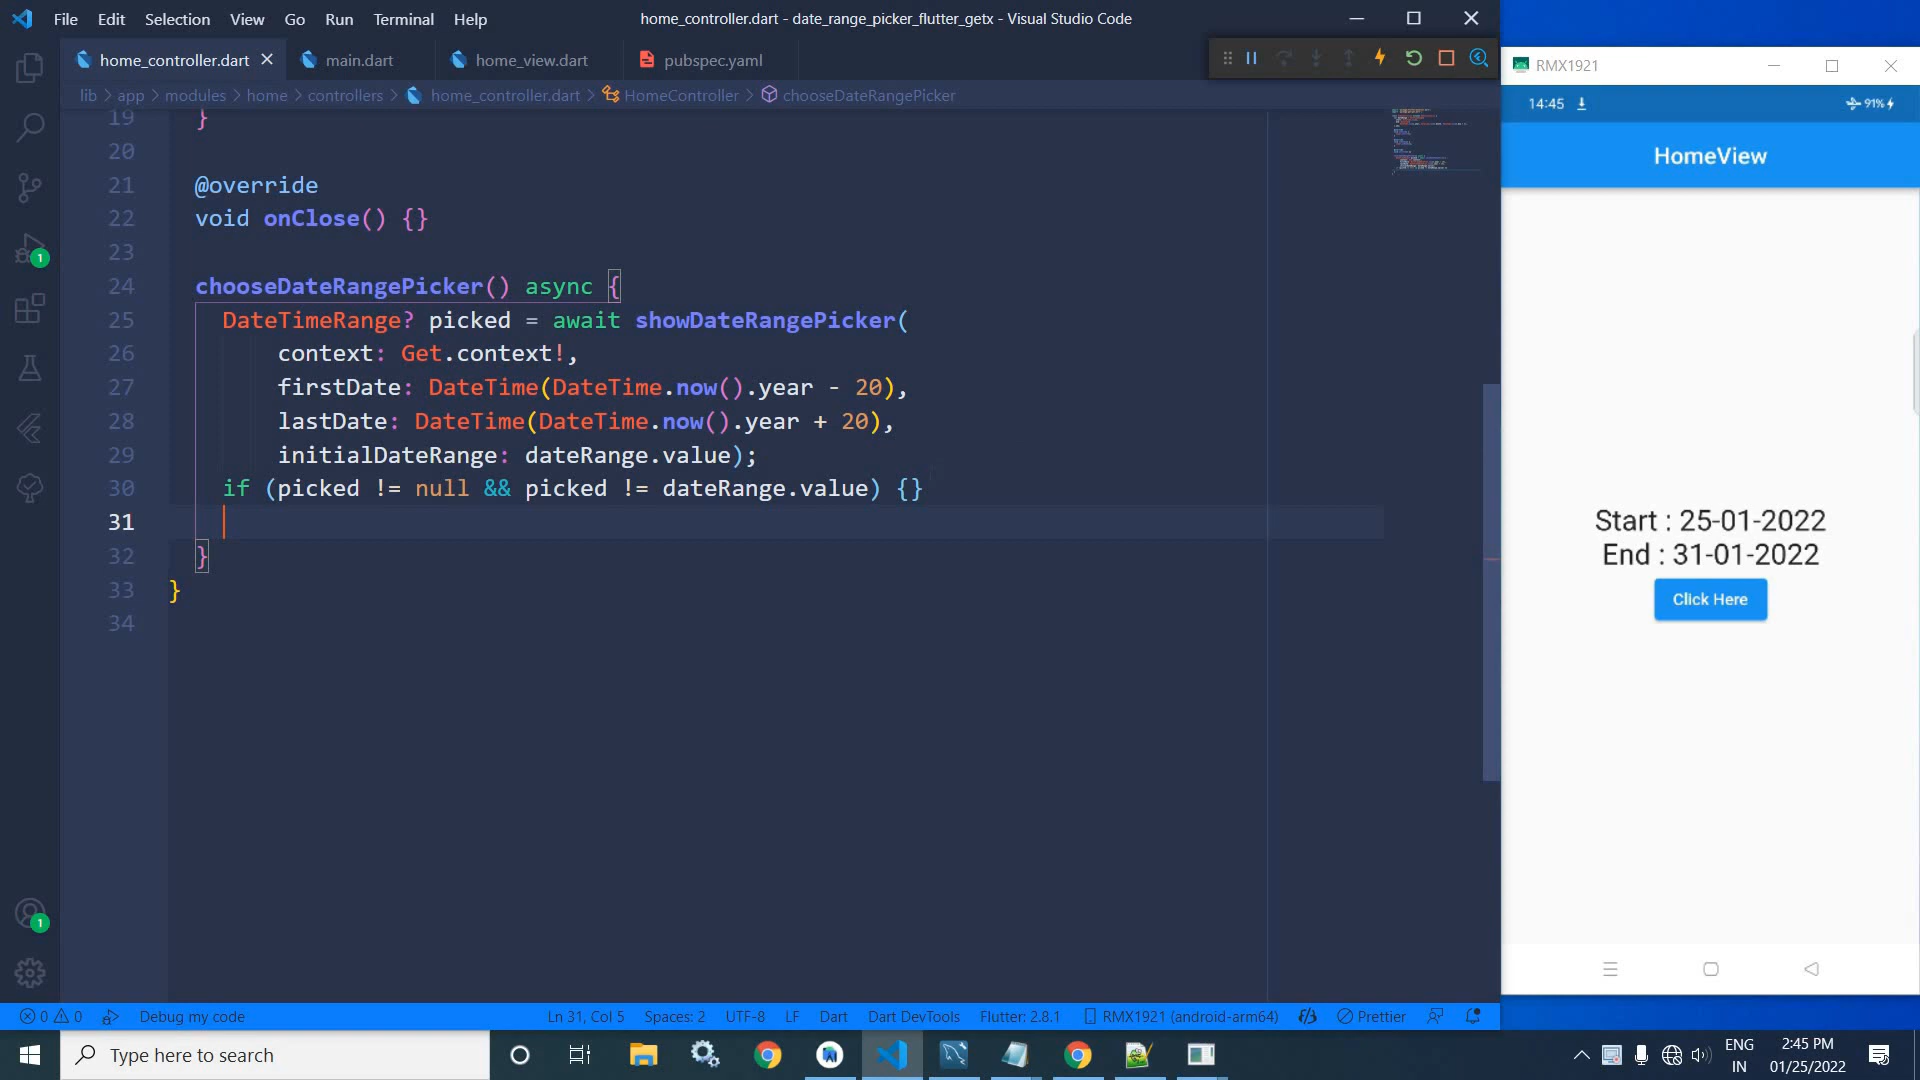 File Edit Selection View Go Run Terminal Help
home_controller.dart - date_range_picker_flutter_getx - Visual Studio Code
home_controller.dart
main.dart
home_view.dart
pubspec.yaml
lib > app > modules > home > controllers > home_controller.dart > HomeController > chooseDateRangePicker
19 }
20
21 @override
22 void onClose() {}
23
24 chooseDateRangePicker() async {
25 DateTimeRange? picked = await showDateRangePicker(
26 context: Get.context!,
27 firstDate: DateTime(DateTime.now().year - 20),
28 lastDate: DateTime(DateTime.now().year + 20),
29 initialDateRange: dateRange.value);
30 if (picked != null && picked != dateRange.value) {}
31
32 }
33 }
34
1
1
0 0 Debug my code Ln 31, Col 5 Spaces: 2 UTF-8 LF Dart Dart DevTools Flutter: 2.8.1 RMX1921 (android-arm64) Prettier
RMX1921
14:45 91%
HomeView
Start : 25-01-2022
End : 31-01-2022
Click Here
Type here to search
ENG
IN
2:45 PM
01/25/2022